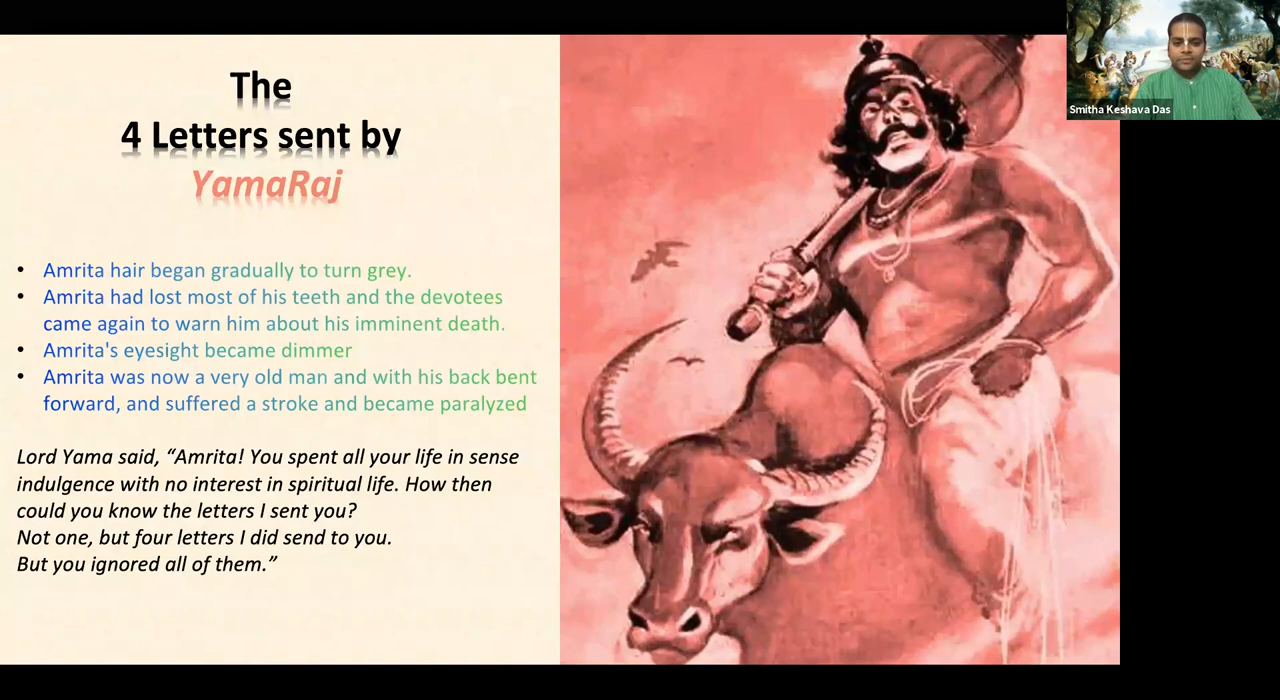 The
4 Letters sent by
YamaRaj
• Amrita hair began gradually to turn grey.
• Amrita had lost most of his teeth and the devotees
came again to warn him about his imminent death.
• Amrita's eyesight became dimmer
• Amrita was now a very old man and with his back bent
forward, and suffered a stroke and became paralyzed
Lord Yama said, “Amrita! You spent all your life in sense
indulgence with no interest in spiritual life. How then
could you know the letters I sent you?
Not one, but four letters I did send to you.
But you ignored all of them.”
Smitha Keshava Das